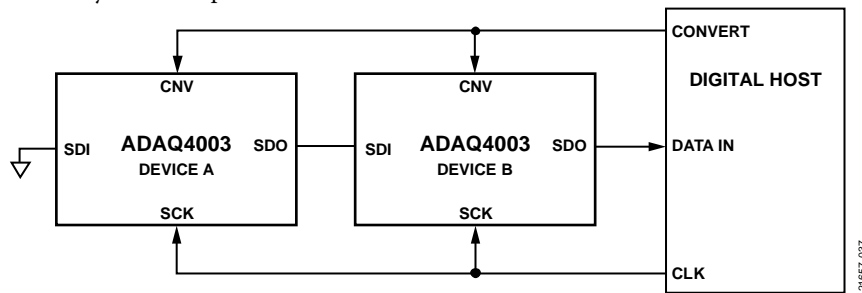 CONVERT
CNV
CNV
DIGITAL HOST
SDI
ADAQ4003
SDO
DEVICE A
SDI
ADAQ4003
SDO
DEVICE B
DATA IN
SCK
SCK
CLK